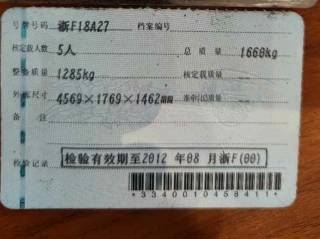 号牌号码 浙F18A27 档案编号
核定载人数 5人 总质量 1660kg
整备质量 1285kg 核定载质量
外廓尺寸 4569×1769×1462 准牵引总质量
备注
检验记录 检验有效期至2012年08月浙F(00)
*3340010458411*